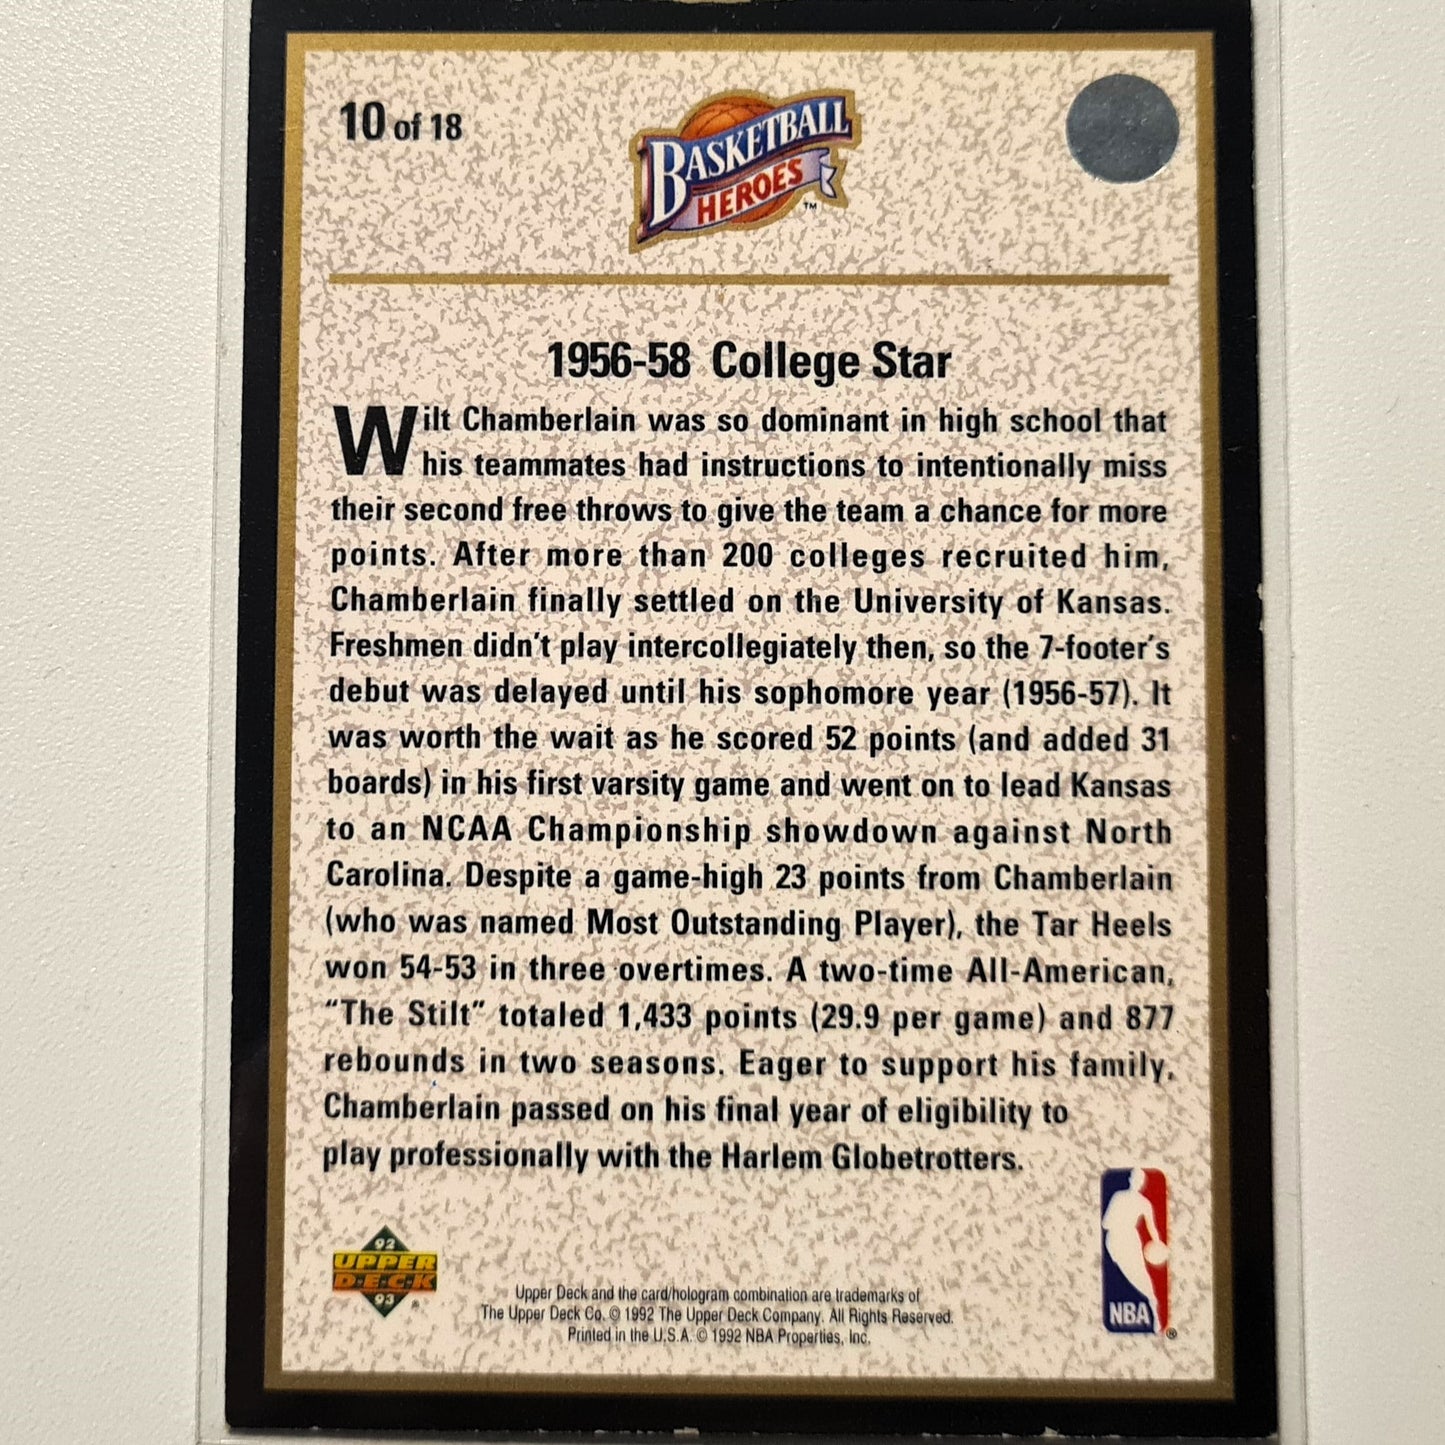 10 of 18
BASKETBALL
HEROES™
1956-58 College Star
Wilt Chamberlain was so dominant in high school that
his teammates had instructions to intentionally miss
their second free throws to give the team a chance for more
points. After more than 200 colleges recruited him,
Chamberlain finally settled on the University of Kansas.
Freshmen didn't play intercollegiately then, so the 7-footer's
debut was delayed until his sophomore year (1956-57). It
was worth the wait as he scored 52 points (and added 31
boards) in his first varsity game and went on to lead Kansas
to an NCAA Championship showdown against North
Carolina. Despite a game-high 23 points from Chamberlain
(who was named Most Outstanding Player), the Tar Heels
won 54-53 in three overtimes. A two-time All-American,
“The Stilt” totaled 1,433 points (29.9 per game) and 877
rebounds in two seasons. Eager to support his family,
Chamberlain passed on his final year of eligibility to
play professionally with the Harlem Globetrotters.
92
UPPER
D•E•C•K
93 ®
Upper Deck and the card/hologram combination are trademarks of
The Upper Deck Co. © 1992 The Upper Deck Company. All Rights Reserved.
Printed in the U.S.A. © 1992 NBA Properties, Inc.
NBA ®